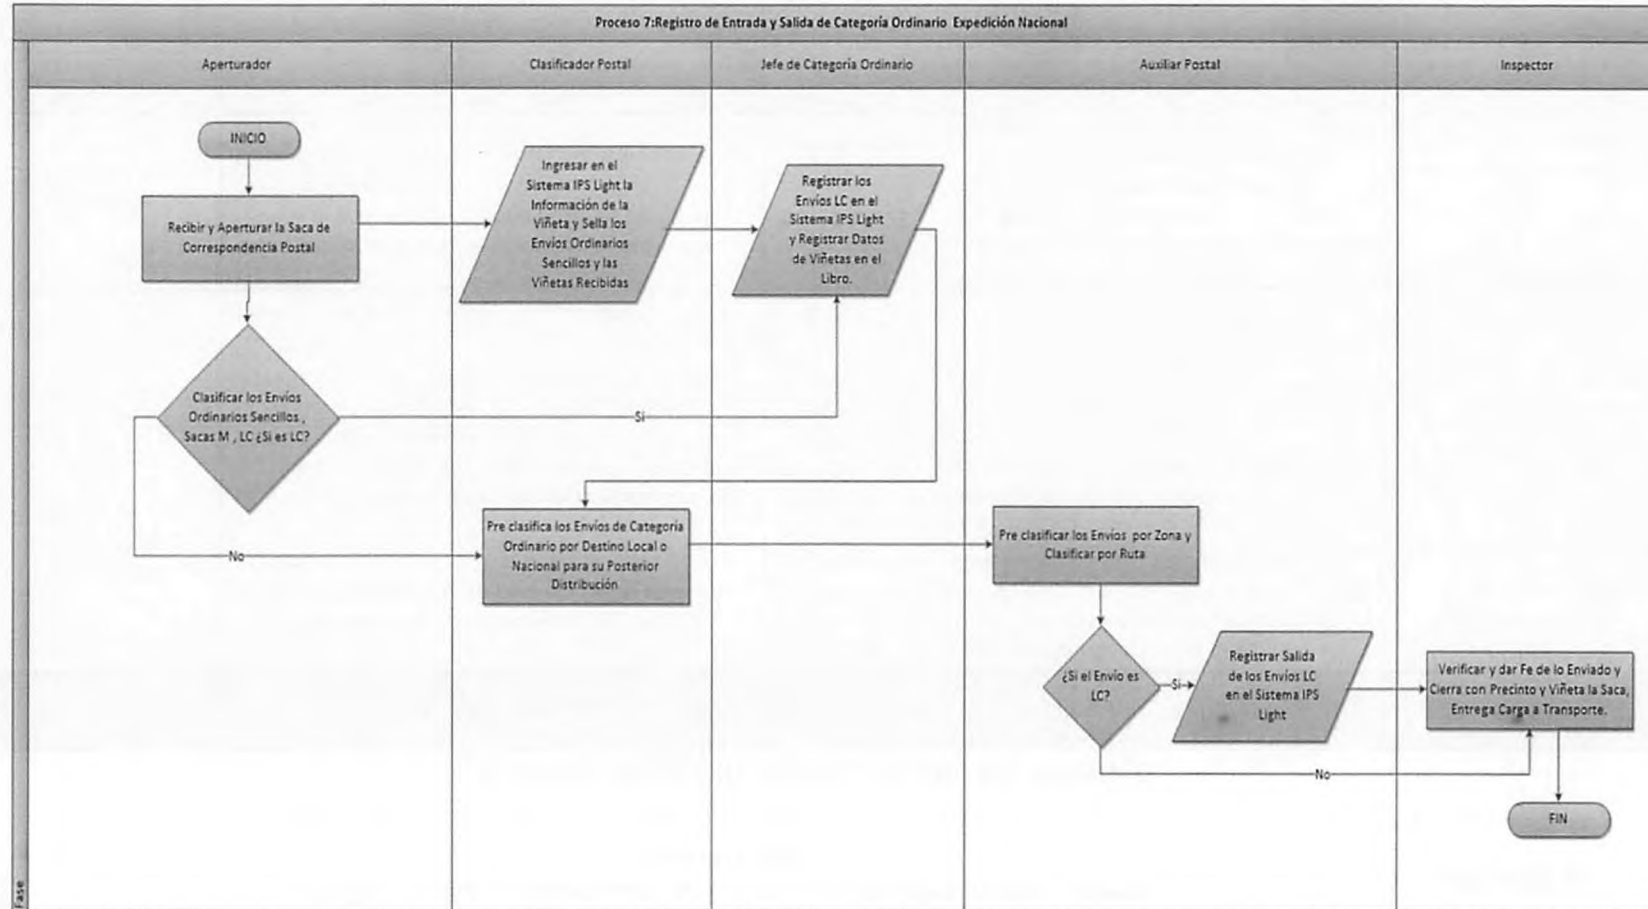 Proceso 7:Registro de Entrada y Salida de Categoría Ordinario Expedición Nacional
Aperturador
Clasificador Postal
Jefe de Categoría Ordinario
Auxiliar Postal
Inspector
INICIO
Recibir y Aperturar la Saca de
Correspondencia Postal
Ingresar en el
Sistema IPS Light la
Información de la
Viñeta y Sella los
Envíos Ordinarios
Sencillos y las
Viñetas Recibidas
Registrar los
Envíos LC en el
Sistema IPS Light
y Registrar Datos
de Viñetas en el
Libro.
Clasificar los Envíos
Ordinarios Sencillos ,
Sacas M , LC ¿Si es LC?
Si
No
Pre clasifica los Envíos de Categoría
Ordinario por Destino Local o
Nacional para su Posterior
Distribución
Pre clasificar los Envíos por Zona y
Clasificar por Ruta
¿Si el Envío es
LC?
Si
Registrar Salida
de los Envíos LC
en el Sistema IPS
Light
Verificar y dar Fe de lo Enviado y
Cierra con Precinto y Viñeta la Saca,
Entrega Carga a Transporte.
No
FIN
Fase